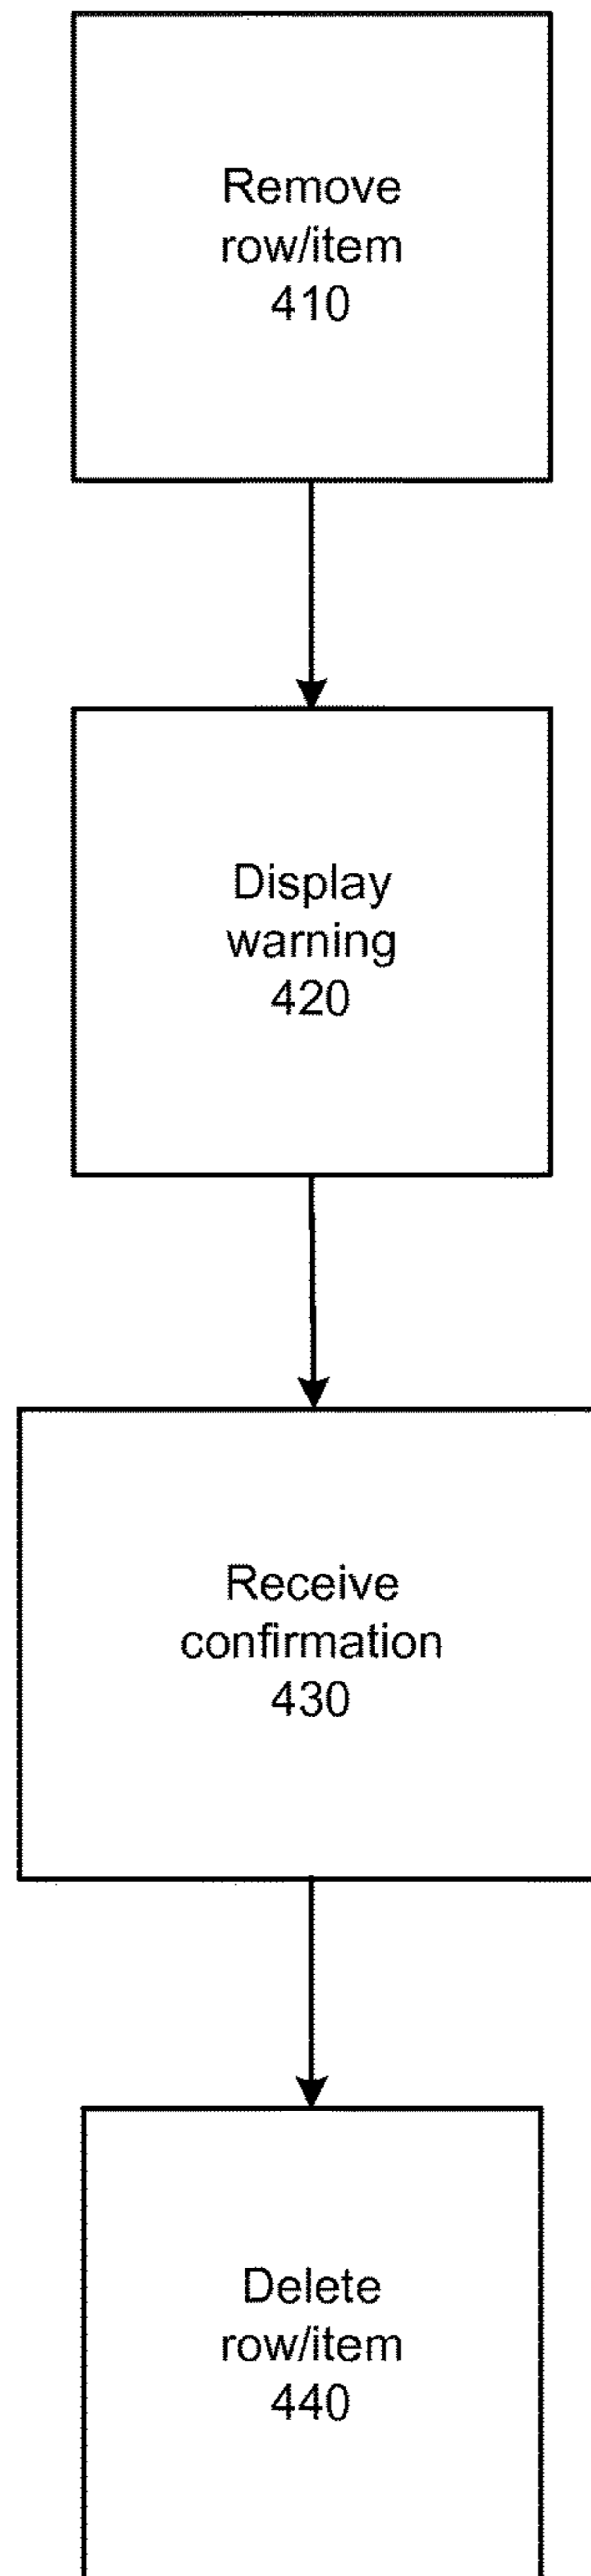 Remove
row/item
410
Display
warning
420
Receive
confirmation
430
Delete
row/item
440